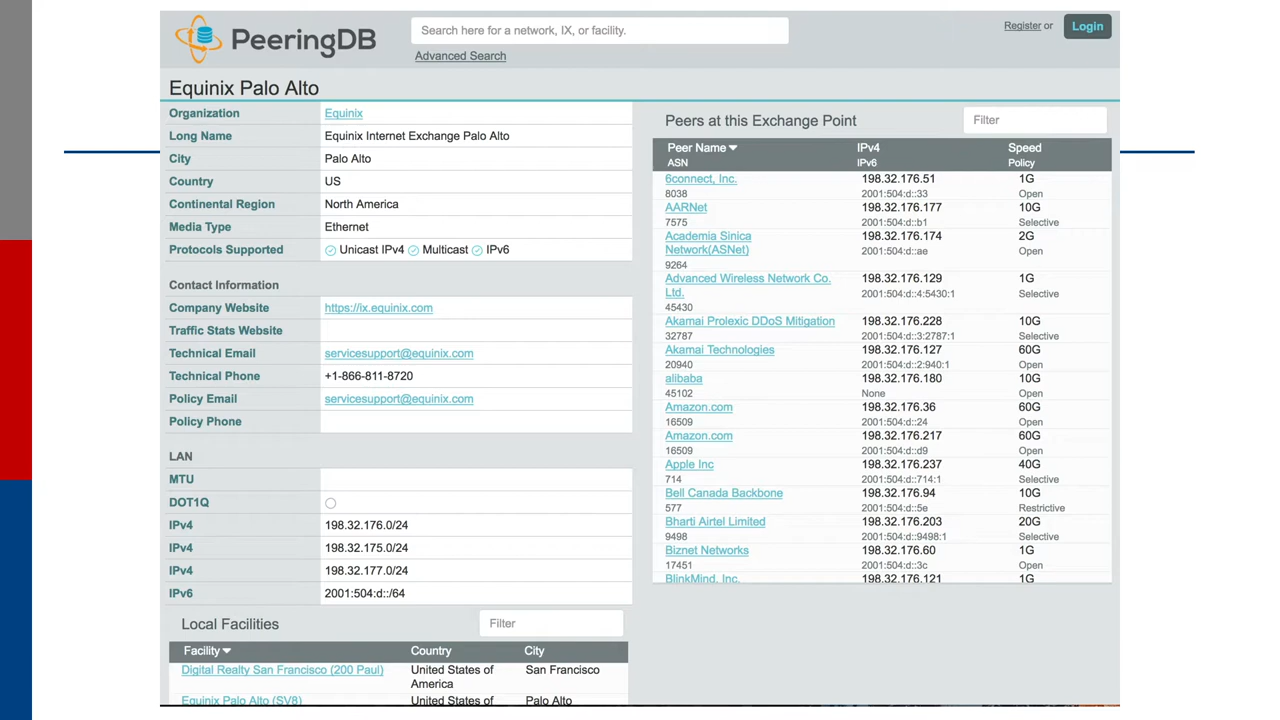 PeeringDB
Search here for a network, IX, or facility.
Register or Login
Advanced Search
Equinix Palo Alto
Organization Equinix
Long Name Equinix Internet Exchange Palo Alto
City Palo Alto
Country US
Continental Region North America
Media Type Ethernet
Protocols Supported Unicast IPv4 Multicast IPv6
Contact Information
Company Website https://ix.equinix.com
Traffic Stats Website
Technical Email servicesupport@equinix.com
Technical Phone +1-866-811-8720
Policy Email servicesupport@equinix.com
Policy Phone
LAN
MTU
DOT1Q
IPv4 198.32.176.0/24
IPv4 198.32.175.0/24
IPv4 198.32.177.0/24
IPv6 2001:504:d::/64
Local Facilities Filter
Facility Country City
Digital Realty San Francisco (200 Paul) United States of San Francisco
America
Equinix Palo Alto (SV8) United States of Palo Alto
Peers at this Exchange Point Filter
Peer Name IPv4 Speed
ASN IPv6 Policy
6connect, Inc. 198.32.176.51 1G
8038 2001:504:d::33 Open
AARNet 198.32.176.177 10G
7575 2001:504:d::b1 Selective
Academia Sinica 198.32.176.174 2G
Network(ASNet) 2001:504:d::ae Open
9264
Advanced Wireless Network Co. 198.32.176.129 1G
Ltd. 2001:504:d::4:5430:1 Selective
45430
Akamai Prolexic DDoS Mitigation 198.32.176.228 10G
32787 2001:504:d::3:2787:1 Selective
Akamai Technologies 198.32.176.127 60G
20940 2001:504:d::2:940:1 Open
alibaba 198.32.176.180 10G
45102 None Open
Amazon.com 198.32.176.36 60G
16509 2001:504:d::24 Open
Amazon.com 198.32.176.217 60G
16509 2001:504:d::d9 Open
Apple Inc 198.32.176.237 40G
714 2001:504:d::714:1 Selective
Bell Canada Backbone 198.32.176.94 10G
577 2001:504:d::5e Restrictive
Bharti Airtel Limited 198.32.176.203 20G
9498 2001:504:d::9498:1 Selective
Biznet Networks 198.32.176.60 1G
17451 2001:504:d::3c Open
BlinkMind, Inc. 198.32.176.121 1G